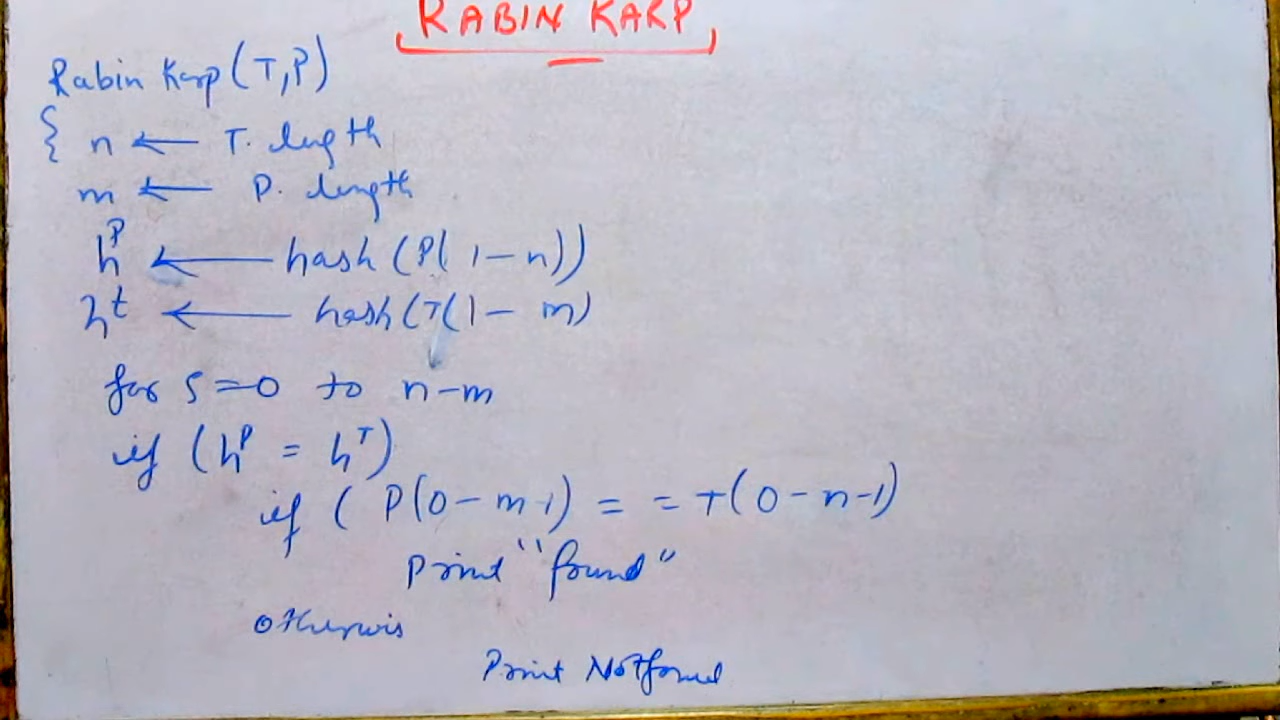 RABIN KARP
Rabin Karp (T,P)
{ n ← T. length
m ← P. length
h^P ← hash (P( 1 - n))
h^t ← hash (T(1 - m)
for s = 0 to n-m
if (h^P = h^T)
if ( P(0 - m-1) = = T(0 - n-1)
Print "found"
otherwis
Print Notfound